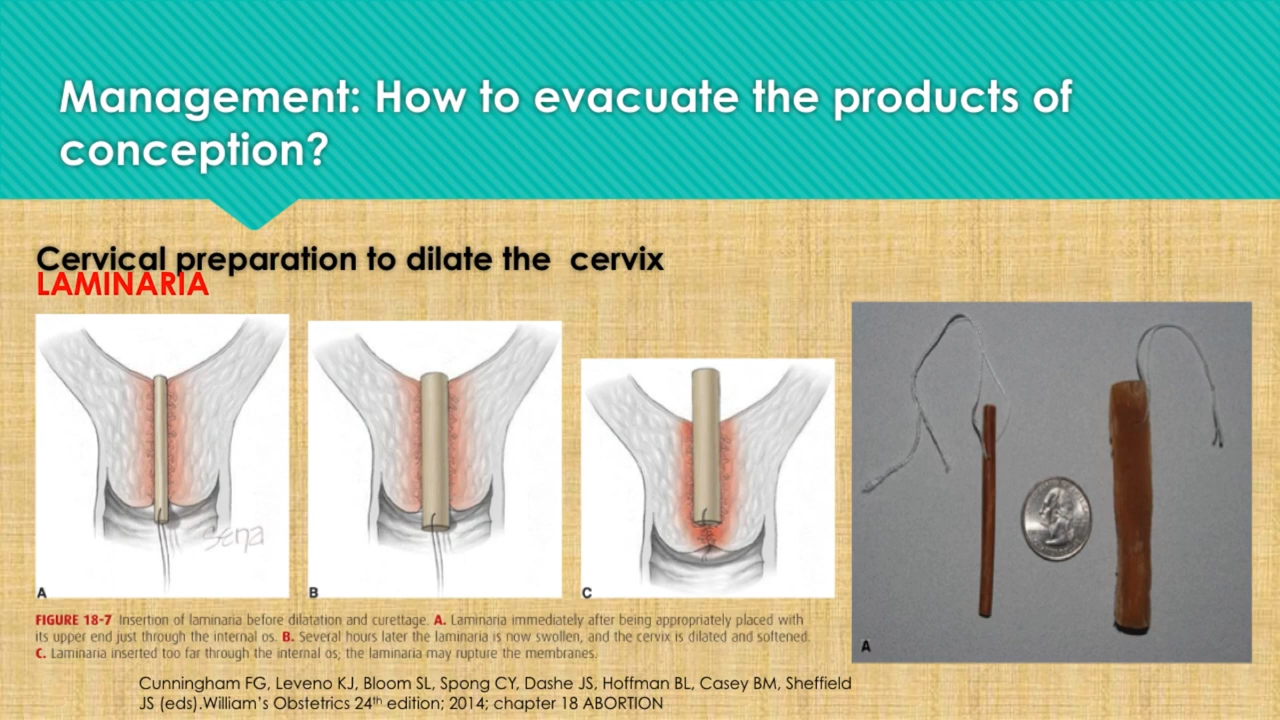 Management: How to evacuate the products of
conception?
Cervical preparation to dilate the  cervix
LAMINARIA
Sena
A
B
C
A
FIGURE 18-7 Insertion of laminaria before dilatation and curettage. A. Laminaria immediately after being appropriately placed with
its upper end just through the internal os. B. Several hours later the laminaria is now swollen, and the cervix is dilated and softened.
C. Laminaria inserted too far through the internal os; the laminaria may rupture the membranes.
Cunningham FG, Leveno KJ, Bloom SL, Spong CY, Dashe JS, Hoffman BL, Casey BM, Sheffield
JS (eds).William’s Obstetrics 24th edition; 2014; chapter 18 ABORTION